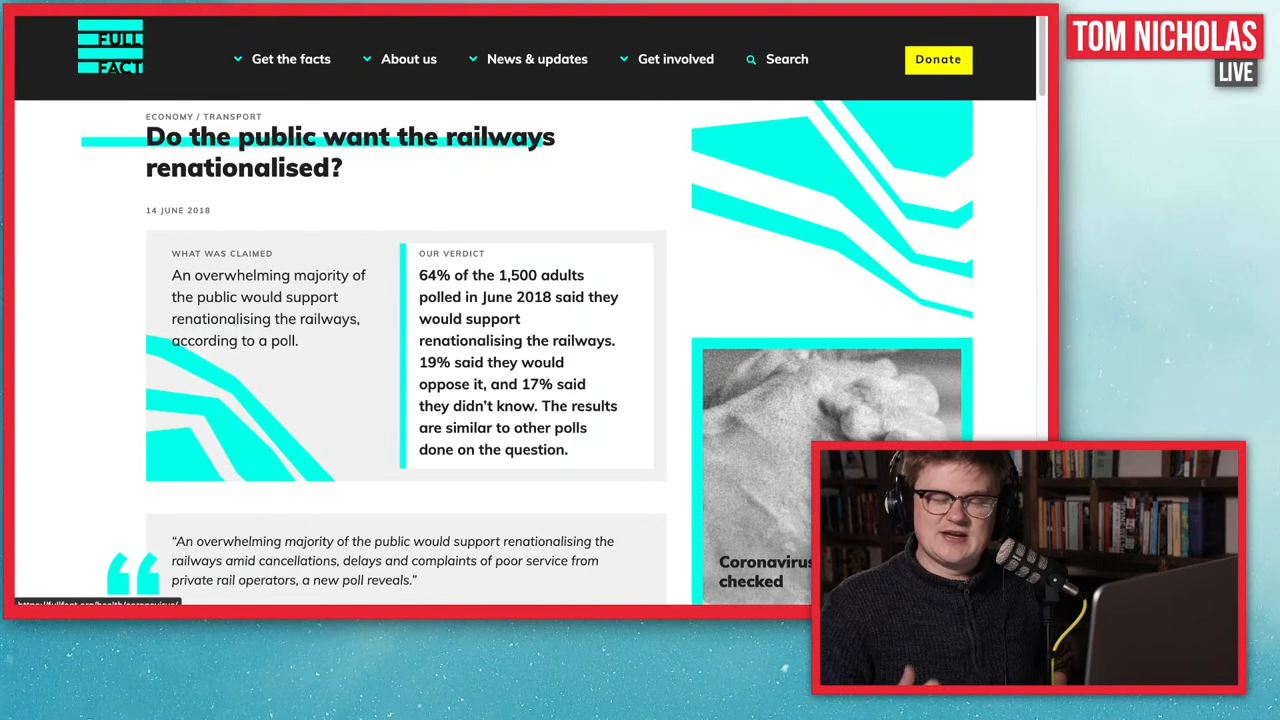 FULL
FACT
Get the facts
About us
News & updates
Get involved
Search
Donate
TOM NICHOLAS
LIVE
ECONOMY / TRANSPORT
Do the public want the railways
renationalised?
14 JUNE 2018
WHAT WAS CLAIMED
An overwhelming majority of
the public would support
renationalising the railways,
according to a poll.
OUR VERDICT
64% of the 1,500 adults
polled in June 2018 said they
would support
renationalising the railways.
19% said they would
oppose it, and 17% said
they didn’t know. The results
are similar to other polls
done on the question.
“An overwhelming majority of the public would support renationalising the
railways amid cancellations, delays and complaints of poor service from
private rail operators, a new poll reveals.”
Coronavirus
checked